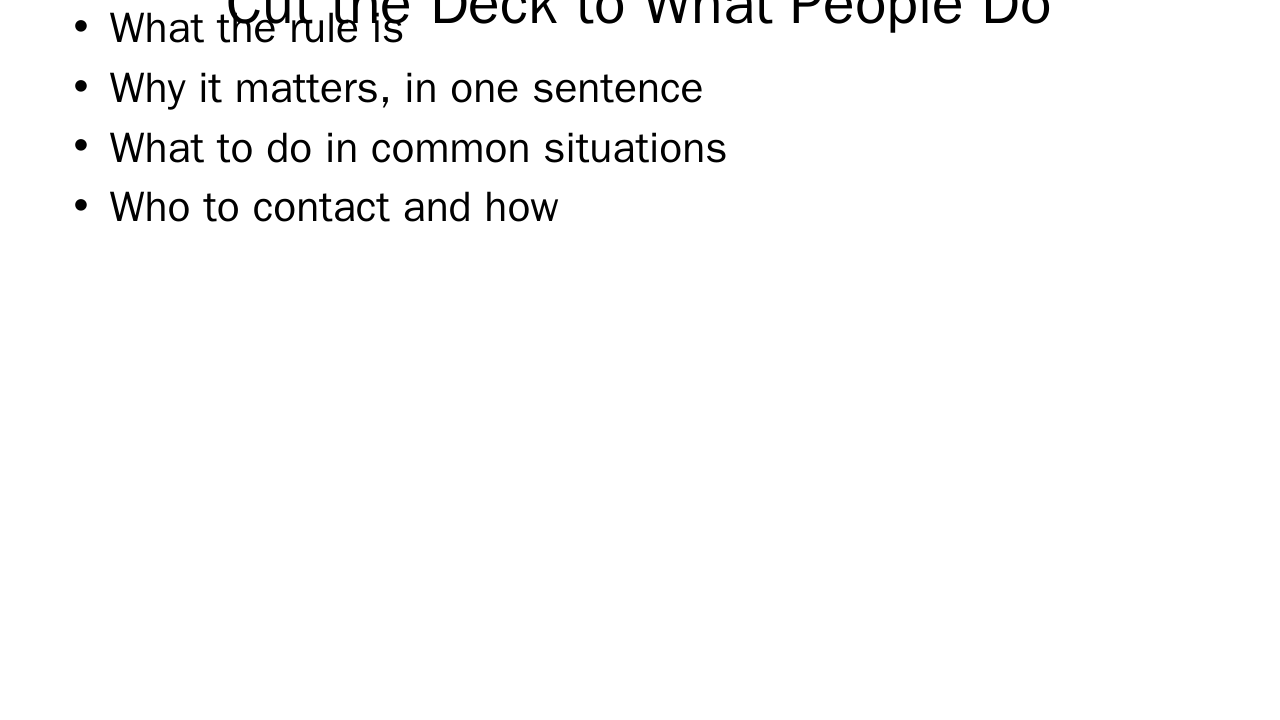 Cut the Deck to What People Do
• What the rule is
• Why it matters, in one sentence
• What to do in common situations
• Who to contact and how